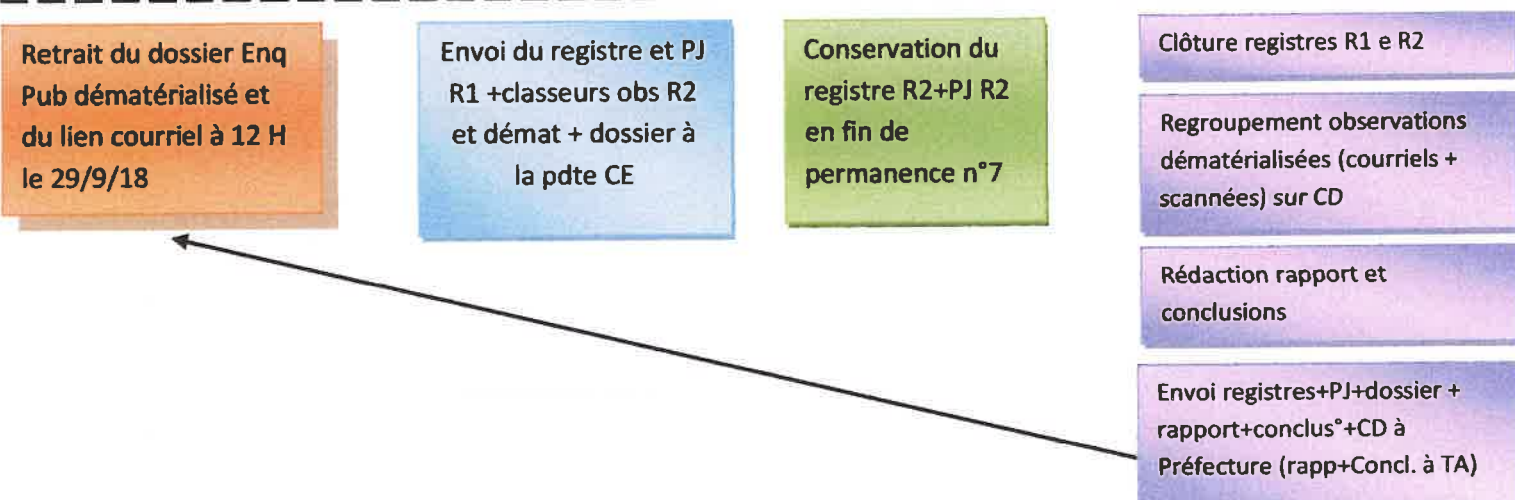 Retrait du dossier Enq
Pub dématérialisé et
du lien courriel à 12 H
le 29/9/18
Envoi du registre et PJ
R1 +classeurs obs R2
et démat + dossier à
la pdte CE
Conservation du
registre R2+PJ R2
en fin de
permanence n°7
Clôture registres R1 e R2
Regroupement observations
dématérialisées (courriels +
scannées) sur CD
Rédaction rapport et
conclusions
Envoi registres+PJ+dossier +
rapport+conclus°+CD à
Préfecture (rapp+Concl. à TA)